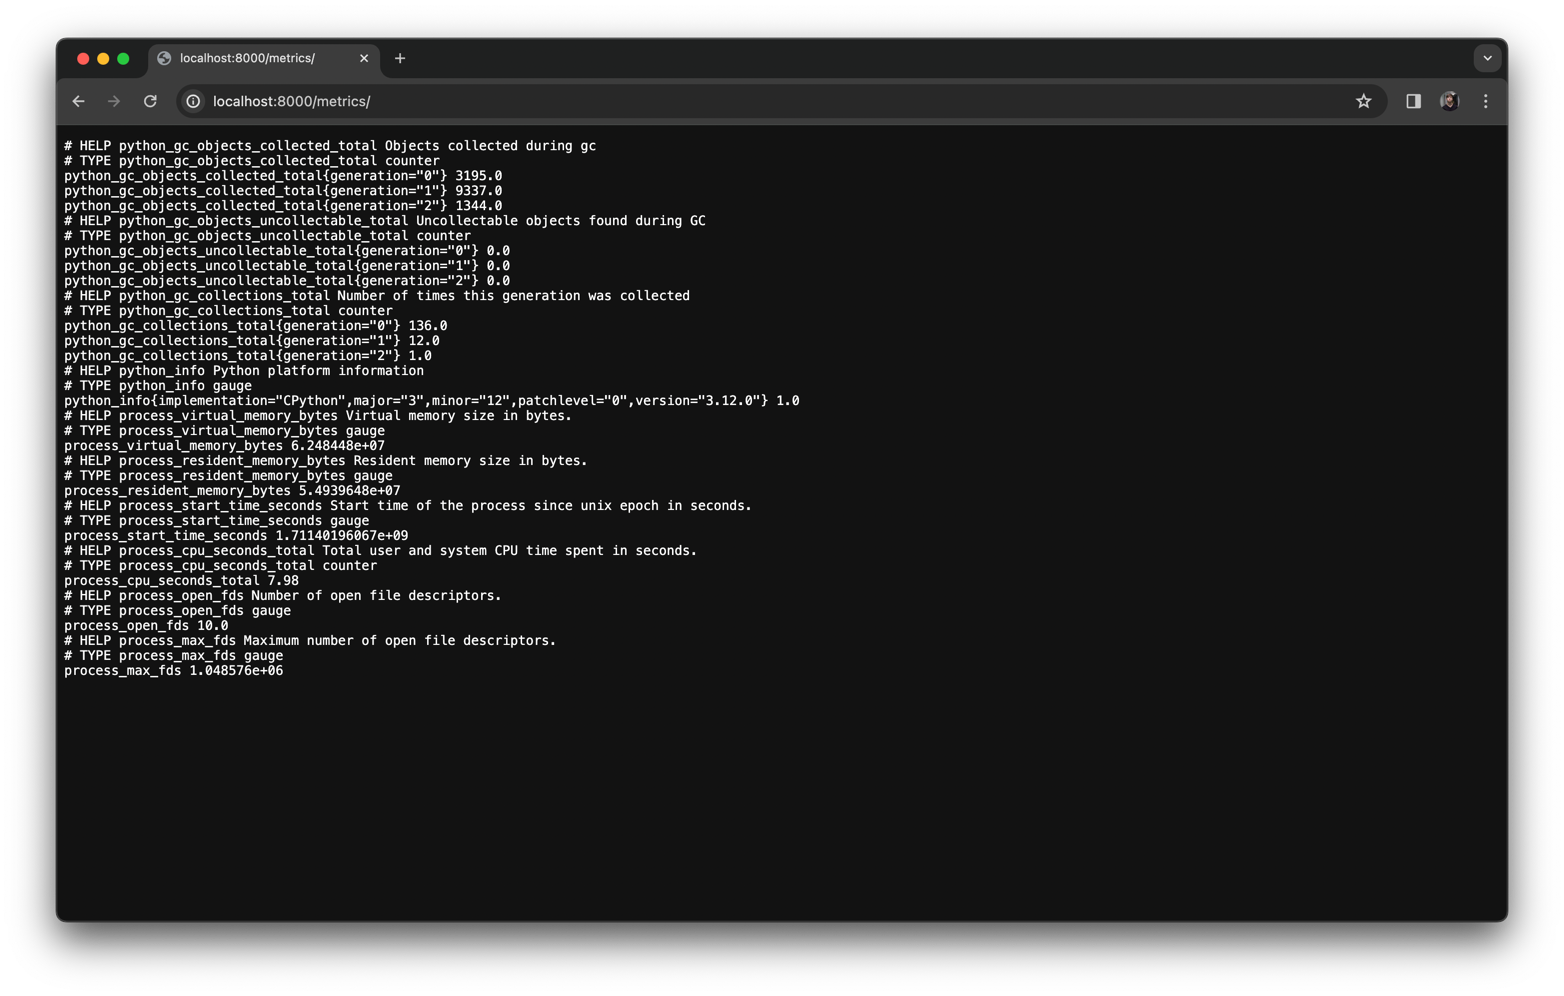 localhost:8000/metrics/
localhost:8000/metrics/
# HELP python_gc_objects_collected_total Objects collected during gc
# TYPE python_gc_objects_collected_total counter
python_gc_objects_collected_total{generation="0"} 3195.0
python_gc_objects_collected_total{generation="1"} 9337.0
python_gc_objects_collected_total{generation="2"} 1344.0
# HELP python_gc_objects_uncollectable_total Uncollectable objects found during GC
# TYPE python_gc_objects_uncollectable_total counter
python_gc_objects_uncollectable_total{generation="0"} 0.0
python_gc_objects_uncollectable_total{generation="1"} 0.0
python_gc_objects_uncollectable_total{generation="2"} 0.0
# HELP python_gc_collections_total Number of times this generation was collected
# TYPE python_gc_collections_total counter
python_gc_collections_total{generation="0"} 136.0
python_gc_collections_total{generation="1"} 12.0
python_gc_collections_total{generation="2"} 1.0
# HELP python_info Python platform information
# TYPE python_info gauge
python_info{implementation="CPython",major="3",minor="12",patchlevel="0",version="3.12.0"} 1.0
# HELP process_virtual_memory_bytes Virtual memory size in bytes.
# TYPE process_virtual_memory_bytes gauge
process_virtual_memory_bytes 6.248448e+07
# HELP process_resident_memory_bytes Resident memory size in bytes.
# TYPE process_resident_memory_bytes gauge
process_resident_memory_bytes 5.4939648e+07
# HELP process_start_time_seconds Start time of the process since unix epoch in seconds.
# TYPE process_start_time_seconds gauge
process_start_time_seconds 1.71140196067e+09
# HELP process_cpu_seconds_total Total user and system CPU time spent in seconds.
# TYPE process_cpu_seconds_total counter
process_cpu_seconds_total 7.98
# HELP process_open_fds Number of open file descriptors.
# TYPE process_open_fds gauge
process_open_fds 10.0
# HELP process_max_fds Maximum number of open file descriptors.
# TYPE process_max_fds gauge
process_max_fds 1.048576e+06